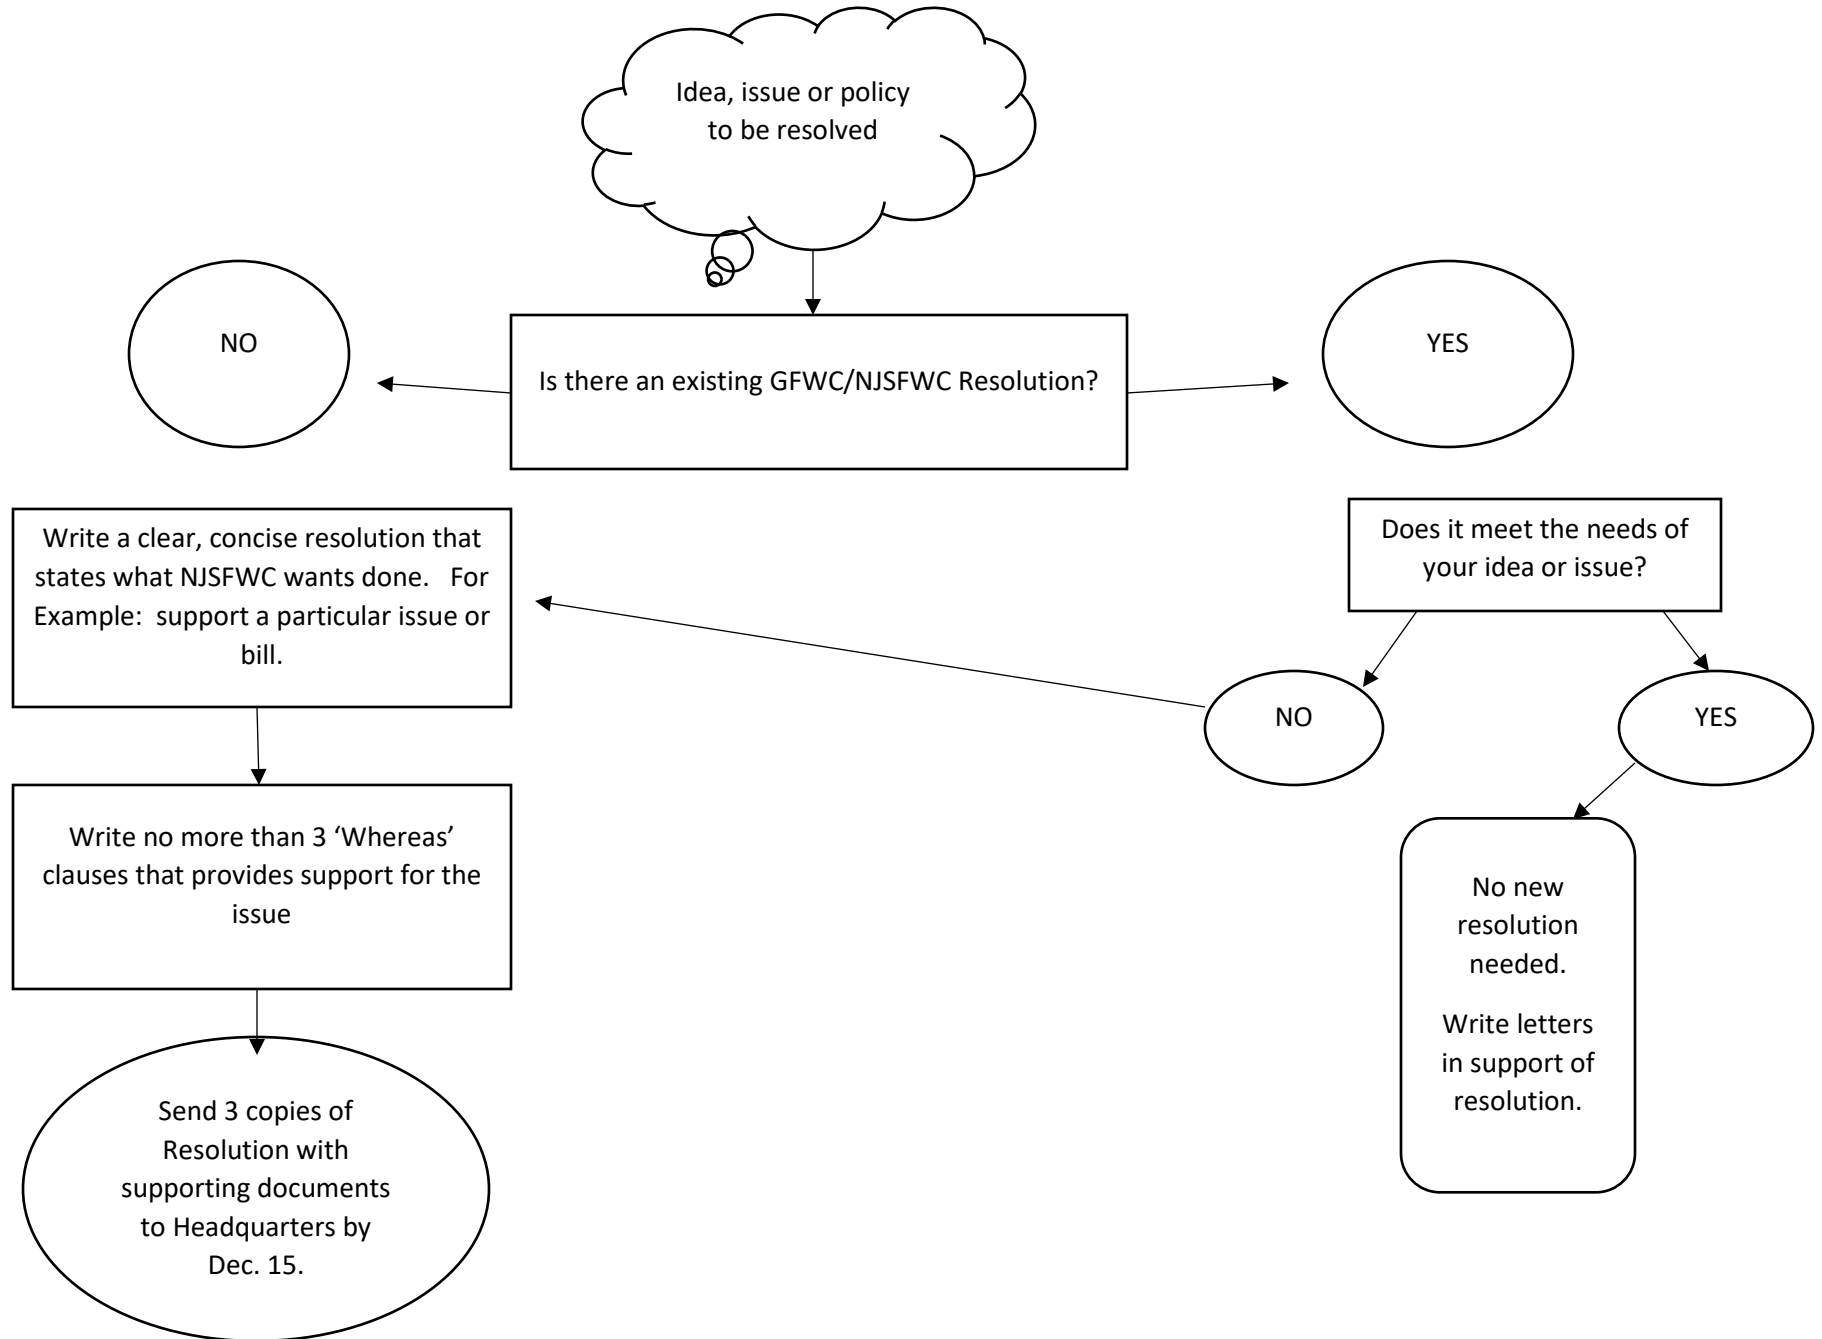 Idea, issue or policy
to be resolved
NO
Is there an existing GFWC/NJSFWC Resolution?
YES
Write a clear, concise resolution that
states what NJSFWC wants done.   For
Example:  support a particular issue or
bill.
Does it meet the needs of
your idea or issue?
NO
YES
Write no more than 3 ‘Whereas’
clauses that provides support for the
issue
No new
resolution
needed.
Write letters
in support of
resolution.
Send 3 copies of
Resolution with
supporting documents
to Headquarters by
Dec. 15.